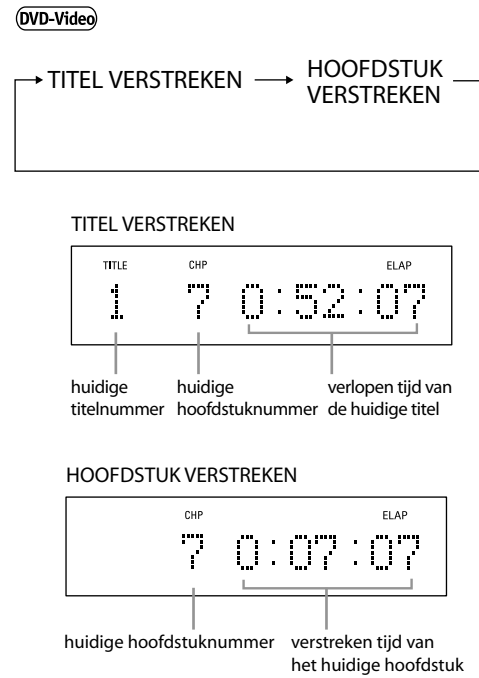 DVD-Video
TITEL VERSTREKEN
HOOFDSTUK
VERSTREKEN
TITEL VERSTREKEN
TITLE CHP ELAP
1 7 0:52:07
huidige
titelnummer
huidige
hoofdstuknummer
verlopen tijd van
de huidige titel
HOOFDSTUK VERSTREKEN
CHP ELAP
7 0:07:07
huidige hoofdstuknummer
verstreken tijd van
het huidige hoofdstuk